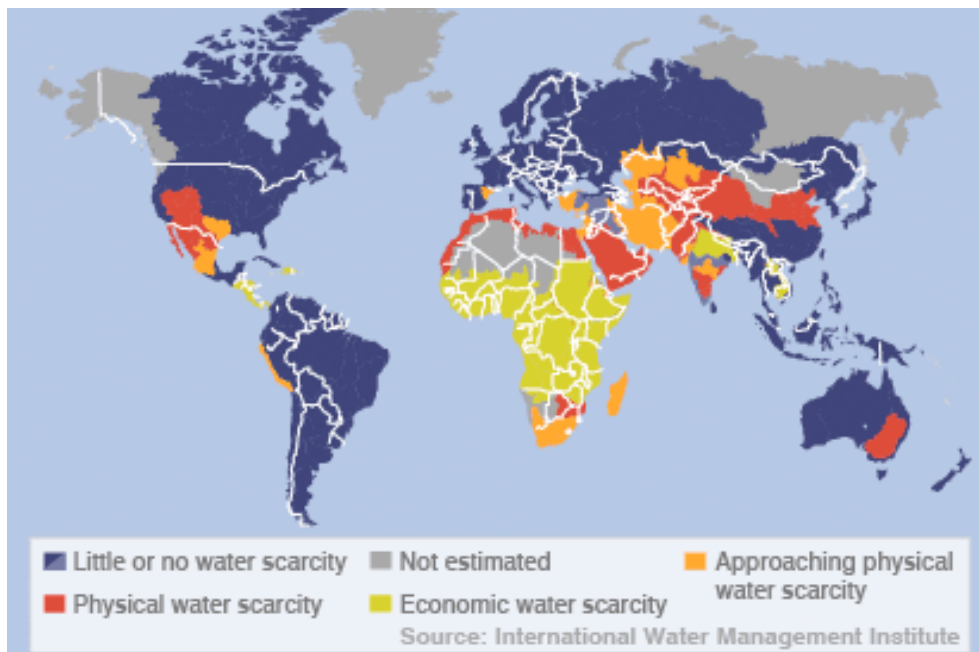 Little or no water scarcity
Not estimated
Approaching physical
water scarcity
Physical water scarcity
Economic water scarcity
Source: International Water Management Institute